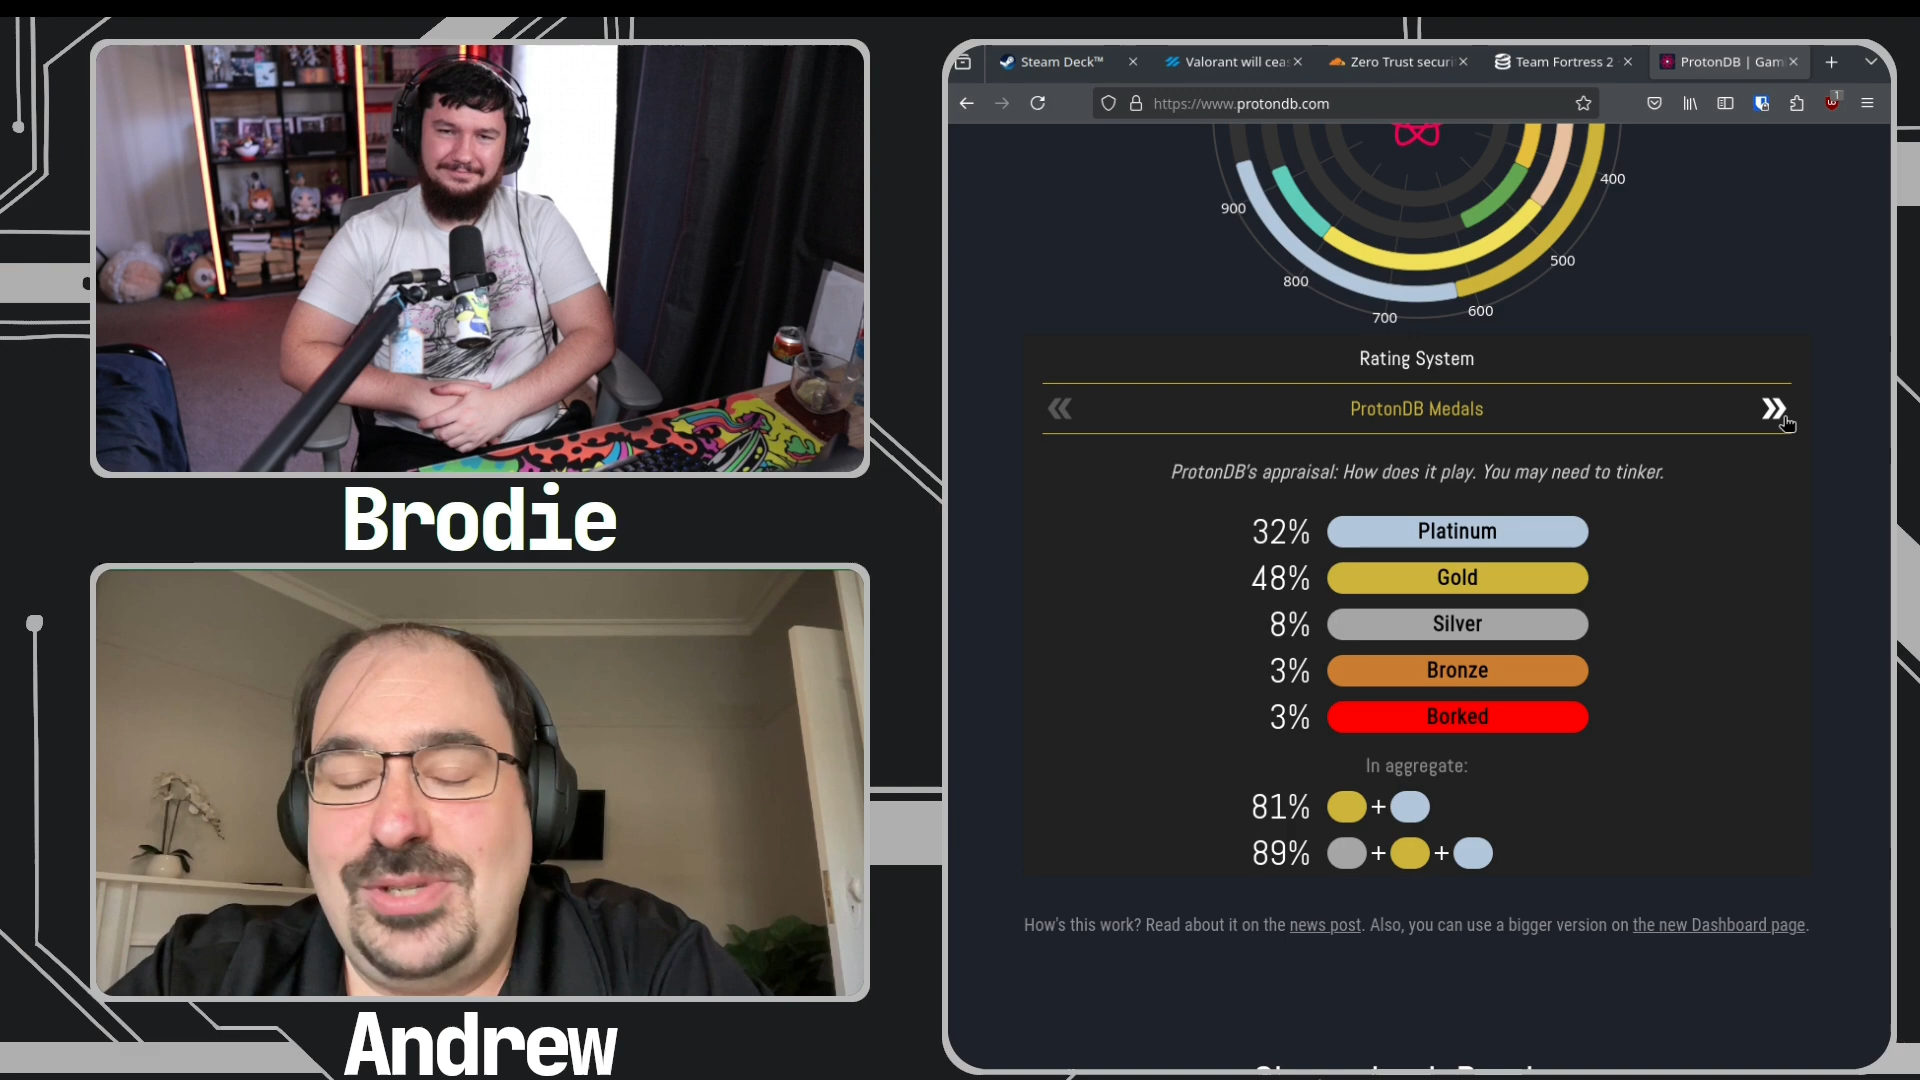 Brodie
Andrew
Steam Deck™
Valorant will cea
Zero Trust securi
Team Fortress 2
ProtonDB | Gam
https://www.protondb.com
1
400
900
500
800
600
700
Rating System
ProtonDB Medals
ProtonDB's appraisal: How does it play. You may need to tinker.
32% Platinum
48% Gold
8% Silver
3% Bronze
3% Borked
In aggregate:
81% +
89% + +
How's this work? Read about it on the news post. Also, you can use a bigger version on the new Dashboard page.